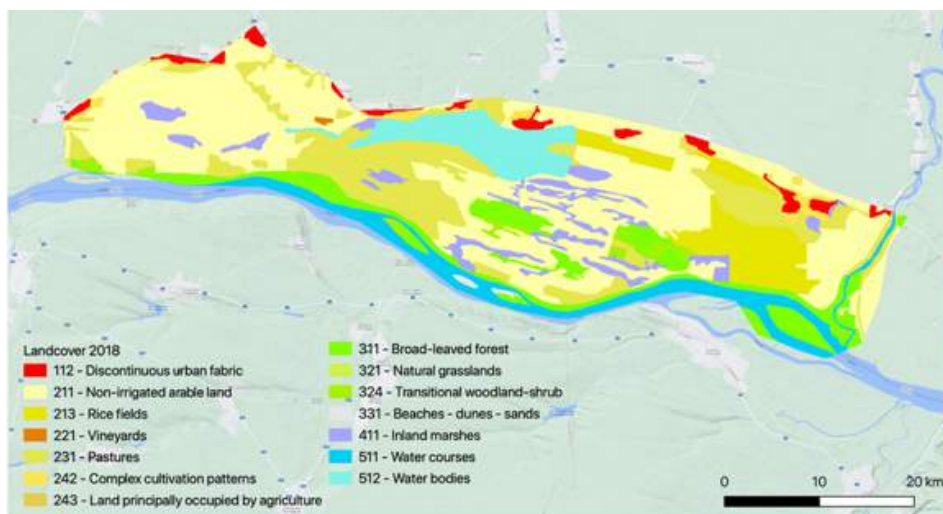 Landcover 2018
112 - Discontinuous urban fabric
211 - Non-irrigated arable land
213 - Rice fields
221 - Vineyards
231 - Pastures
242 - Complex cultivation patterns
243 - Land principally occupied by agriculture
311 - Broad-leaved forest
321 - Natural grasslands
324 - Transitional woodland-shrub
331 - Beaches - dunes - sands
411 - Inland marshes
511 - Water courses
512 - Water bodies
0 10 20 km